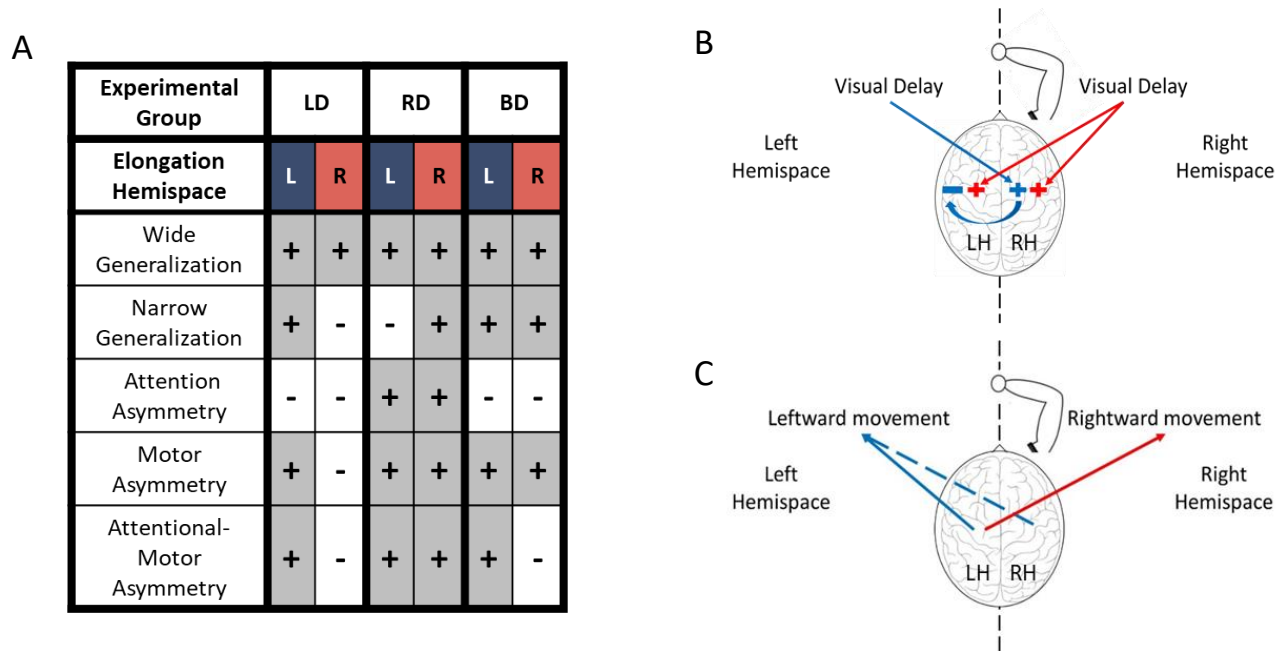 A
Experimental
Group
LD
RD
BD
Elongation
Hemispace
L
R
L
R
L
R
Wide
Generalization
+
+
+
+
+
+
Narrow
Generalization
+
-
-
+
+
+
Attention
Asymmetry
-
-
+
+
-
-
Motor
Asymmetry
+
-
+
+
+
+
Attentional-
Motor
Asymmetry
+
-
+
+
+
-
B
Visual Delay
Visual Delay
Left
Hemispace
Right
Hemispace
LH
RH
C
Leftward movement
Rightward movement
Left
Hemispace
Right
Hemispace
LH
RH